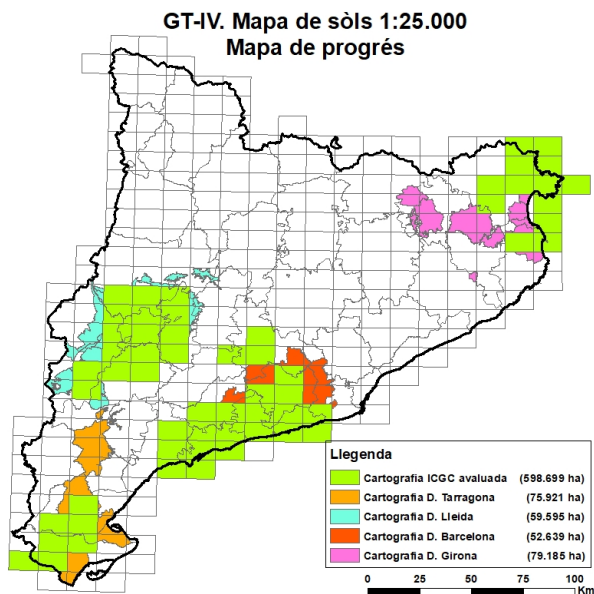 GT-IV. Mapa de sòls 1:25.000
Mapa de progrés
Llegenda
Cartografia ICGC avaluada (598.699 ha)
Cartografia D. Tarragona (75.921 ha)
Cartografia D. Lleida (59.595 ha)
Cartografia D. Barcelona (52.639 ha)
Cartografia D. Girona (79.185 ha)
0 25 50 75 100
Km